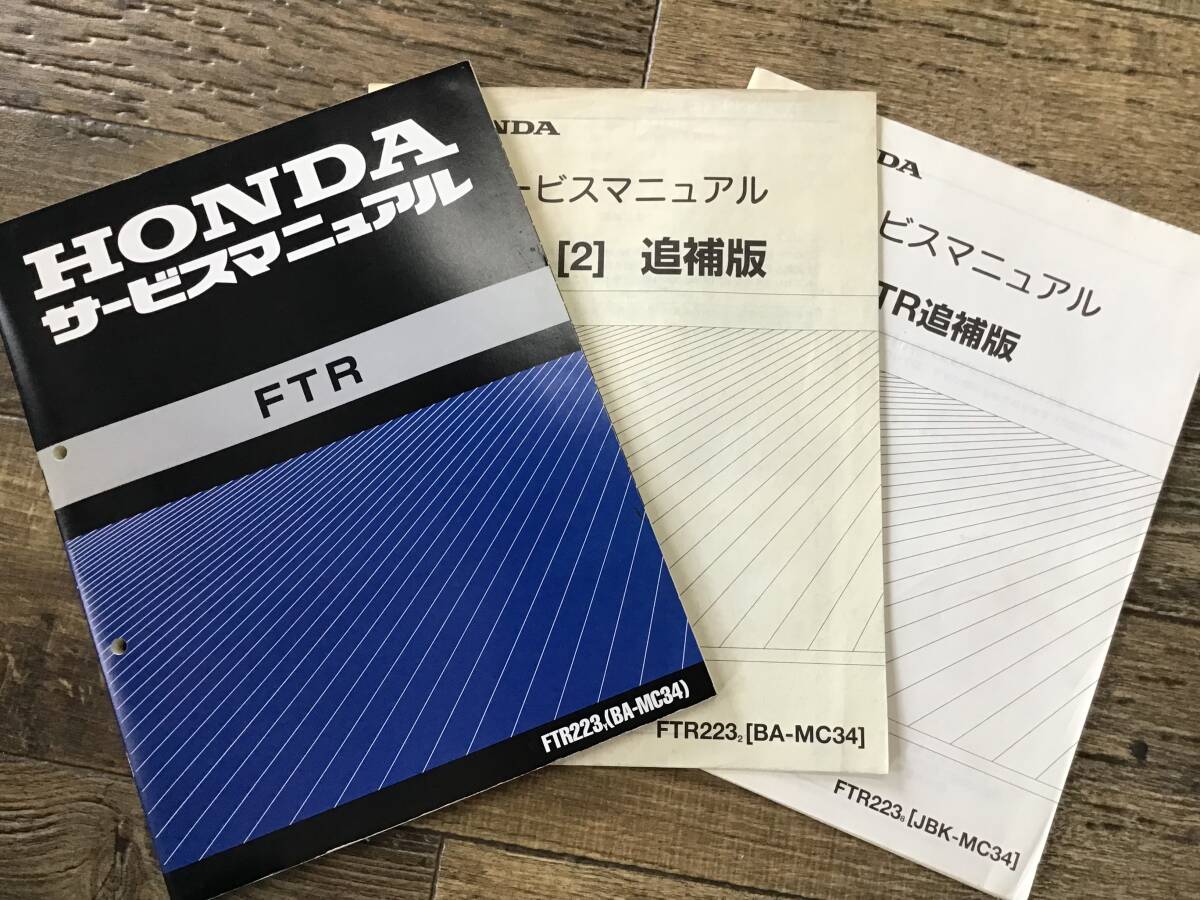 HONDA
サービスマニュアル
FTR
FTR223Y(BA-MC34)
NDA
ービスマニュアル
[2] 追補版
FTR223₂ [BA-MC34]
DA
ビスマニュアル
TR追補版
FTR223₈ [JBK-MC34]